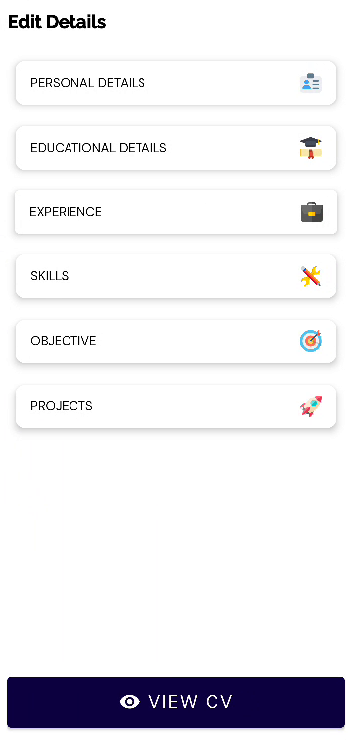 Edit Details
PERSONAL DETAILS
EDUCATIONAL DETAILS
EXPERIENCE
SKILLS
OBJECTIVE
PROJECTS
VIEW CV